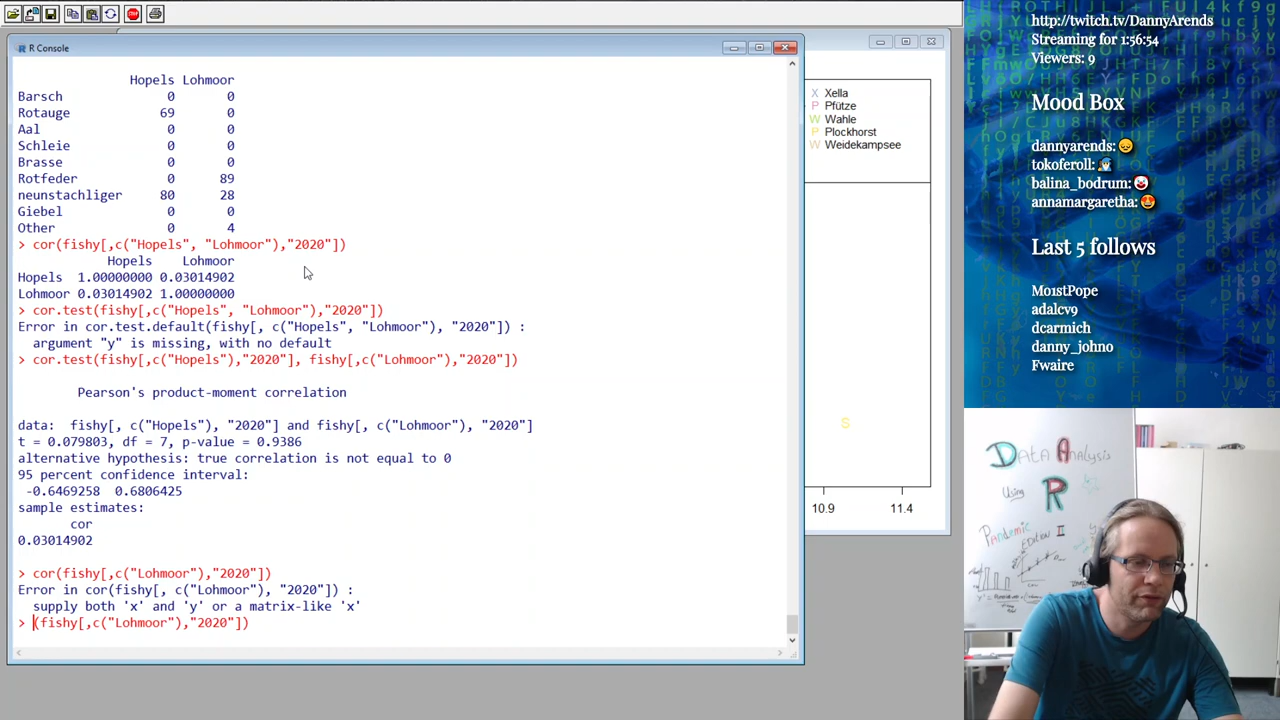 R Console
Hopels Lohmoor
Barsch 0 0
Rotauge 69 0
Aal 0 0
Schleie 0 0
Brasse 0 0
Rotfeder 0 89
neunstachliger 80 28
Giebel 0 0
Other 0 4
> cor(fishy[,c("Hopels", "Lohmoor"),"2020"])
Hopels Lohmoor
Hopels 1.00000000 0.03014902
Lohmoor 0.03014902 1.00000000
> cor.test(fishy[,c("Hopels", "Lohmoor"),"2020"])
Error in cor.test.default(fishy[, c("Hopels", "Lohmoor"), "2020"]) :
argument "y" is missing, with no default
> cor.test(fishy[,c("Hopels"),"2020"], fishy[,c("Lohmoor"),"2020"])
Pearson's product-moment correlation
data: fishy[, c("Hopels"), "2020"] and fishy[, c("Lohmoor"), "2020"]
t = 0.079803, df = 7, p-value = 0.9386
alternative hypothesis: true correlation is not equal to 0
95 percent confidence interval:
-0.6469258 0.6806425
sample estimates:
cor
0.03014902
> cor(fishy[,c("Lohmoor"),"2020"])
Error in cor(fishy[, c("Lohmoor"), "2020"]) :
supply both 'x' and 'y' or a matrix-like 'x'
> (fishy[,c("Lohmoor"),"2020"])
X Xella
P Pfütze
W Wahle
P Plockhorst
W Weidekampsee
S
10.9 11.4
http://twitch.tv/DannyArends
Streaming for 1:56:54
Viewers: 9
Mood Box
dannyarends:
tokoferoll:
balina_bodrum:
annamargaretha:
Last 5 follows
Mo1stPope
adalcv9
dcarmich
danny_johno
Fwaire
Data Analysis
Using R
Pandemic
Edition II